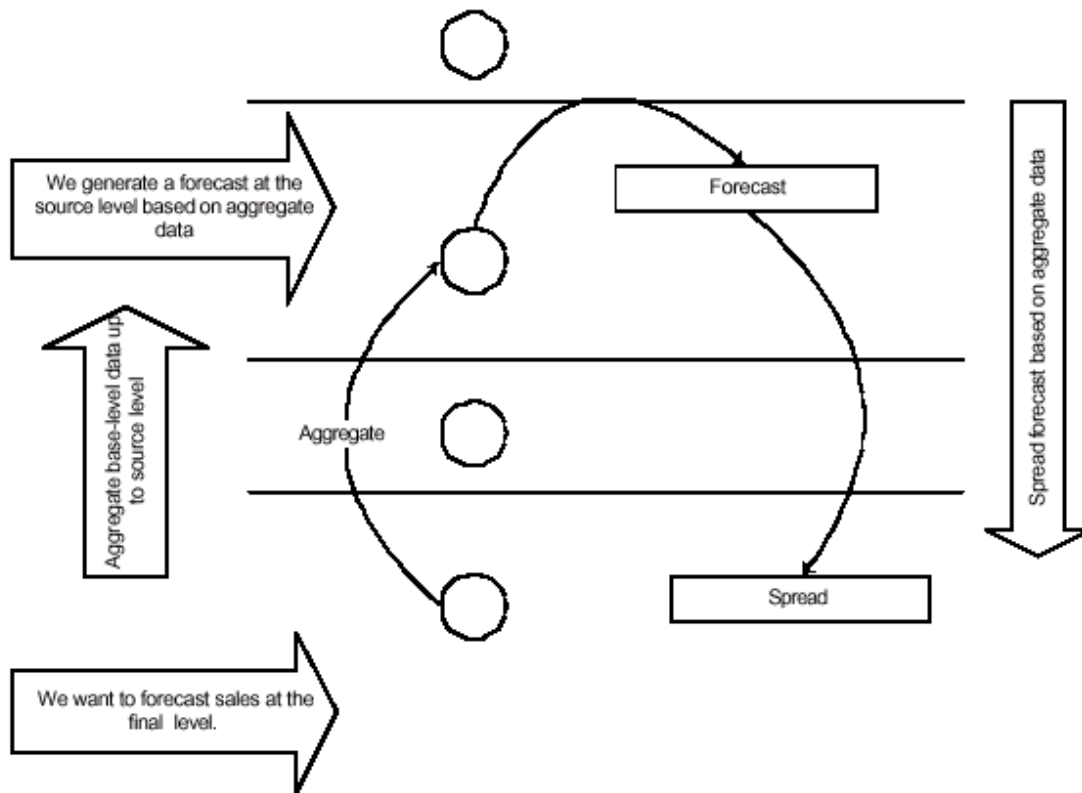 We generate a forecast at the
source level based on aggregate
data
Forecast
Aggregate base-level data up
to source level
Spread forecast based on aggregate data
Aggregate
Spread
We want to forecast sales at the
final level.